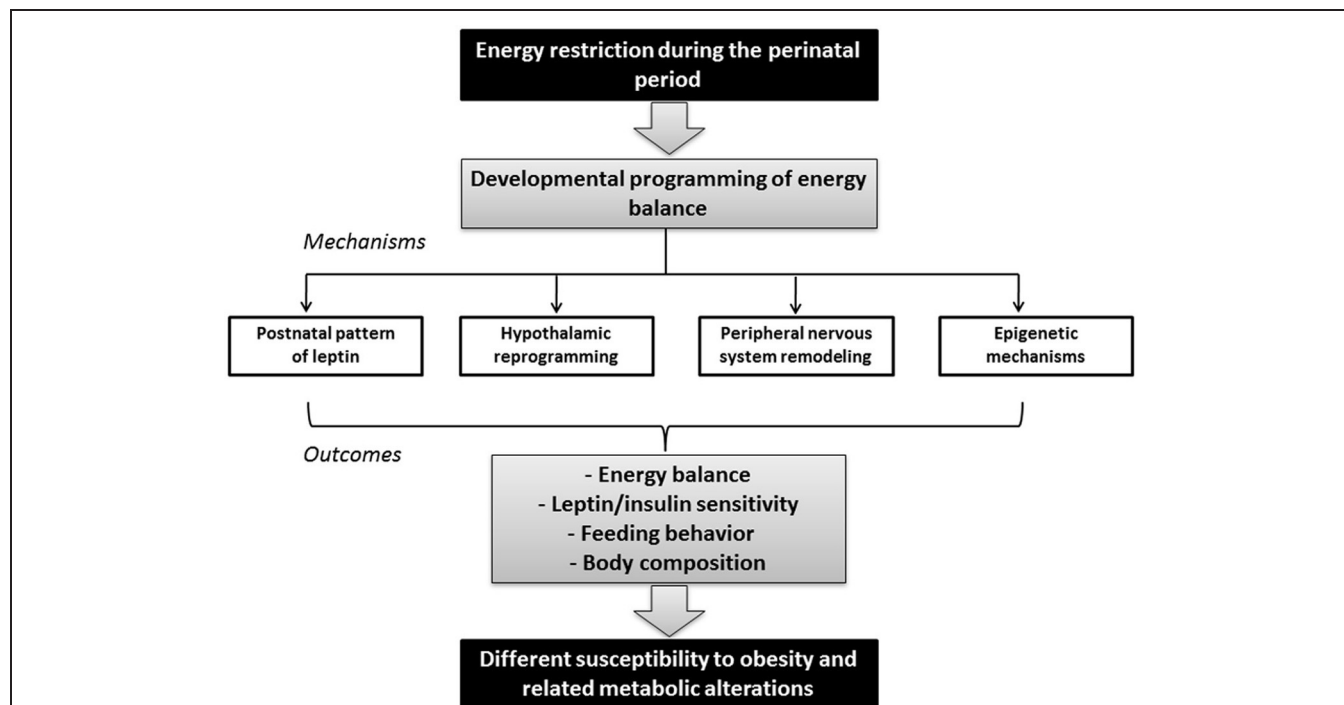 Energy restriction during the perinatal
period
Developmental programming of energy
balance
Mechanisms
Postnatal pattern
of leptin
Hypothalamic
reprogramming
Peripheral nervous
system remodeling
Epigenetic
mechanisms
Outcomes
- Energy balance
- Leptin/insulin sensitivity
- Feeding behavior
- Body composition
Different susceptibility to obesity and
related metabolic alterations